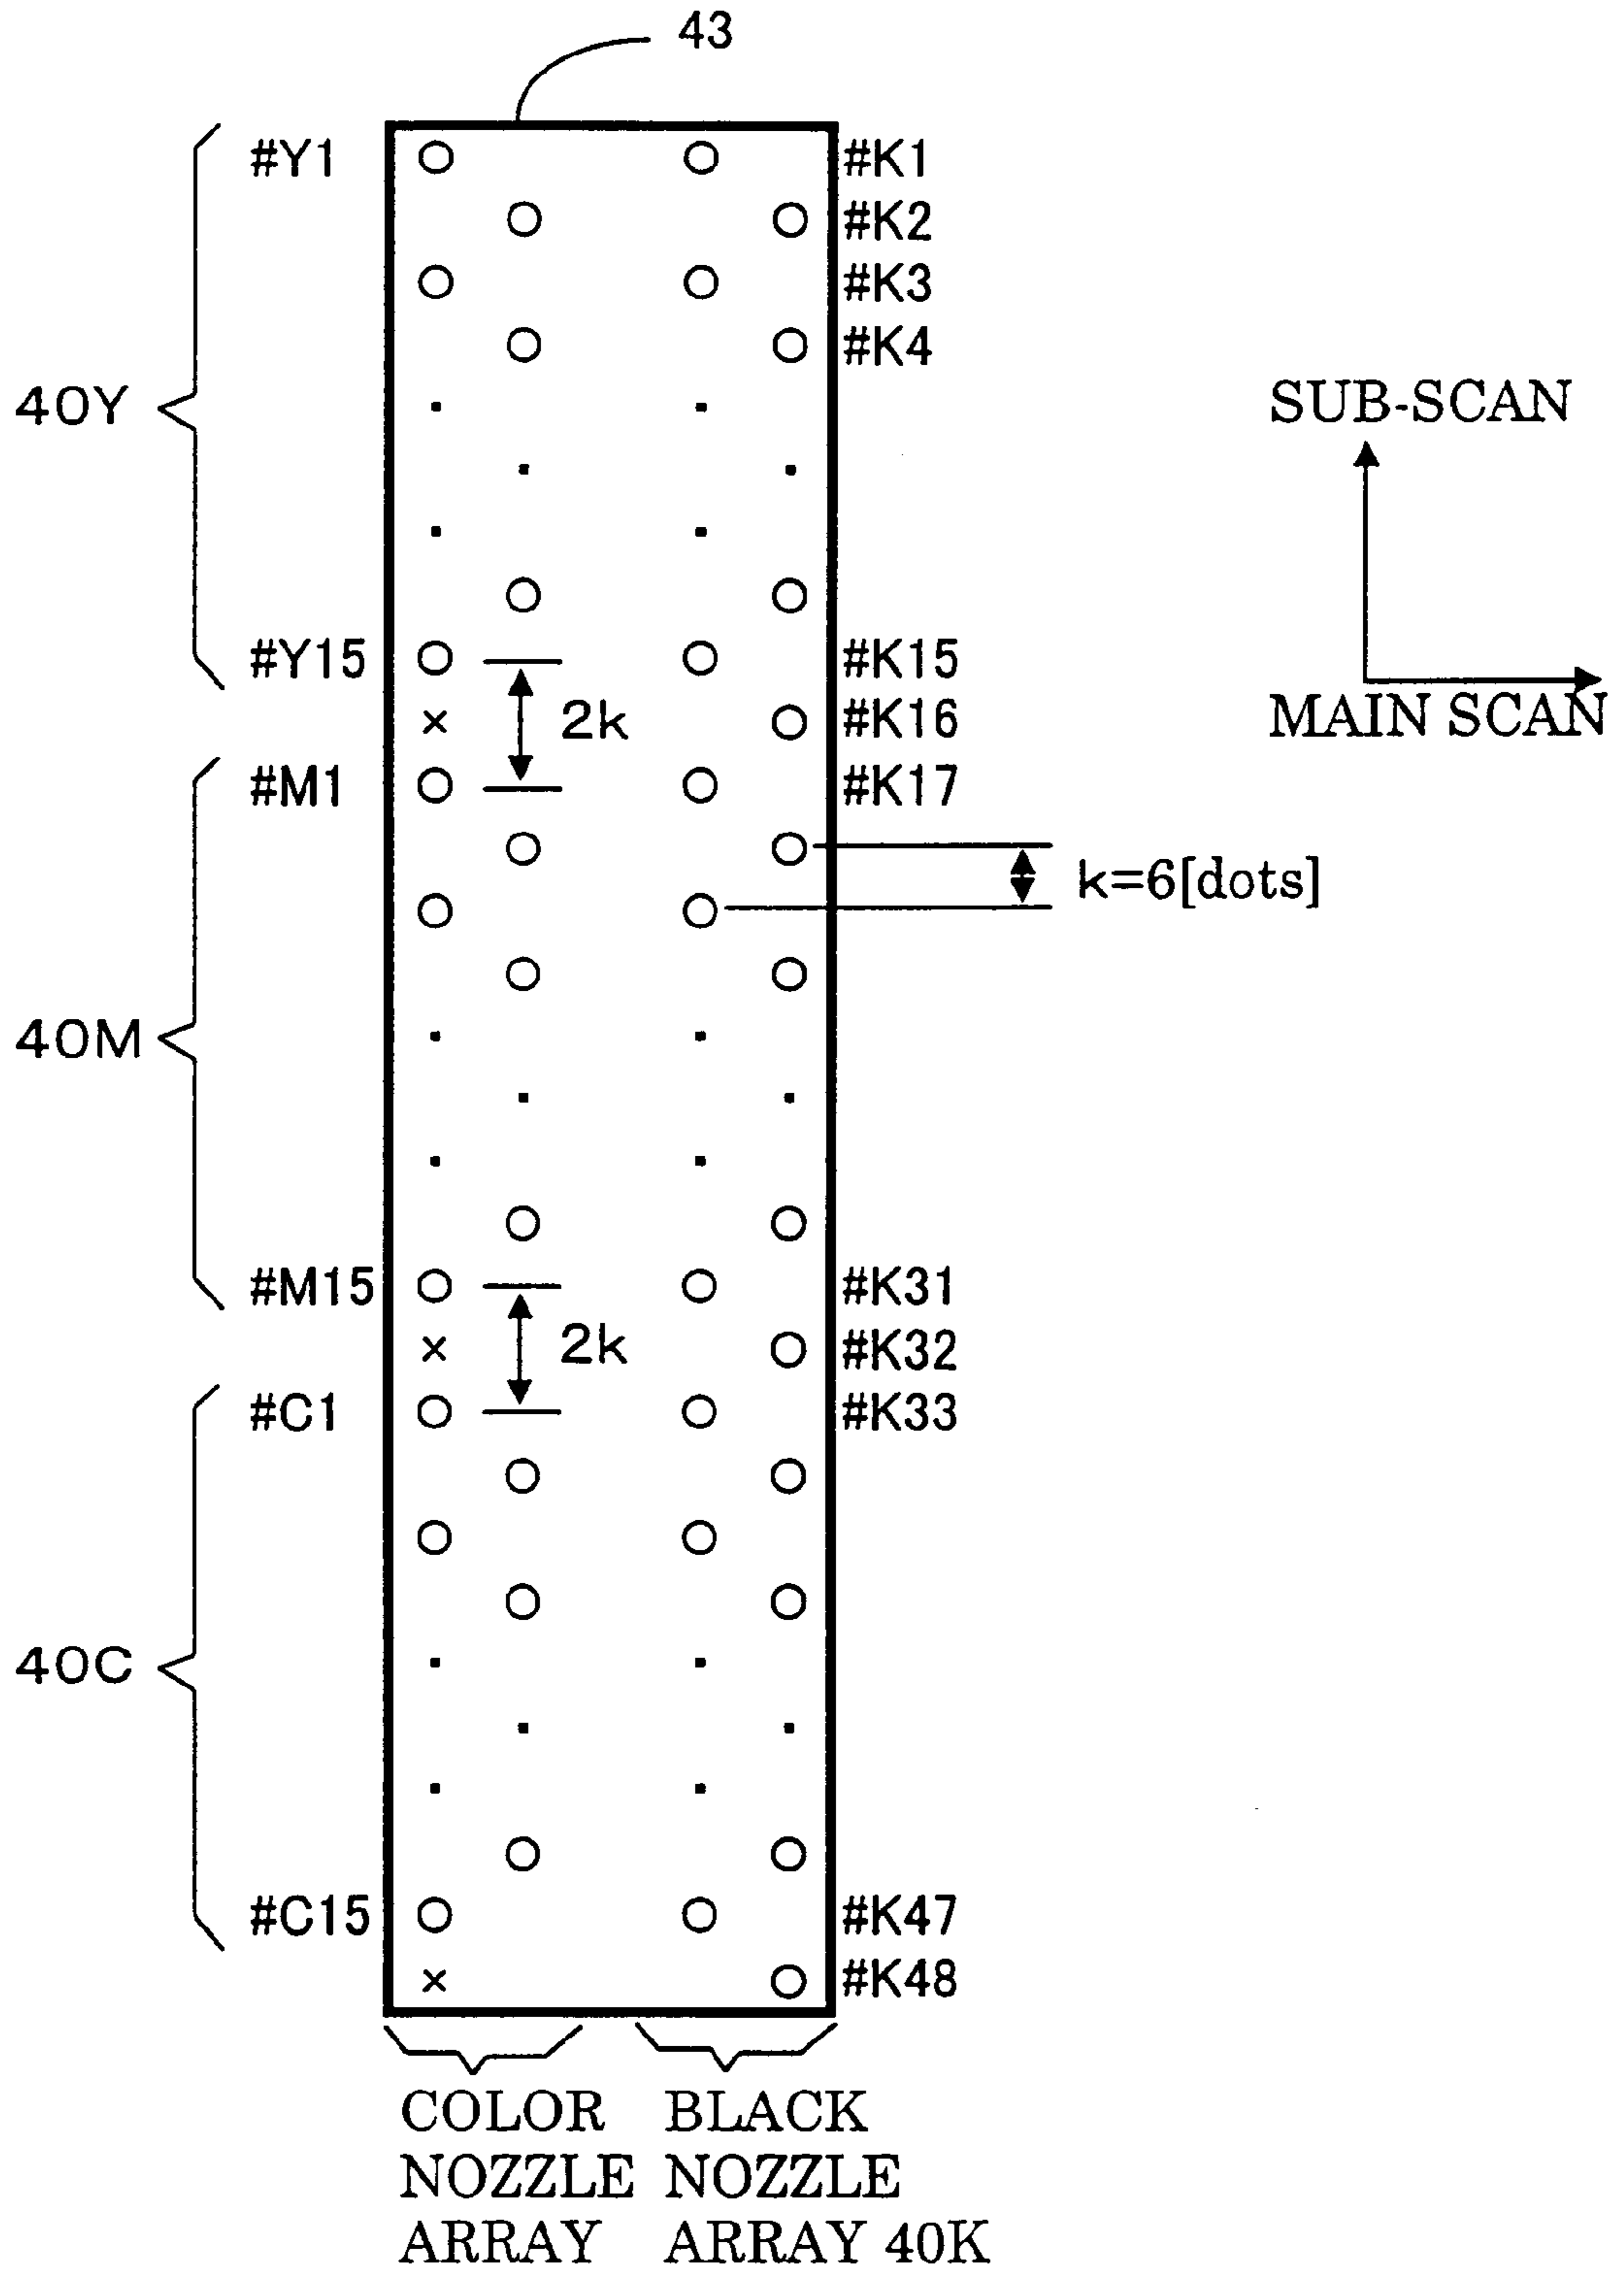 43
#Y1 #K1
#K2
#K3
#K4
40Y
SUB-SCAN
#Y15 #K15
× 2k #K16
MAIN SCAN
#M1 #K17
k=6[dots]
40M
#M15 #K31
× 2k #K32
#C1 #K33
40C
#C15 #K47
× #K48
COLOR
NOZZLE
ARRAY
BLACK
NOZZLE
ARRAY 40K